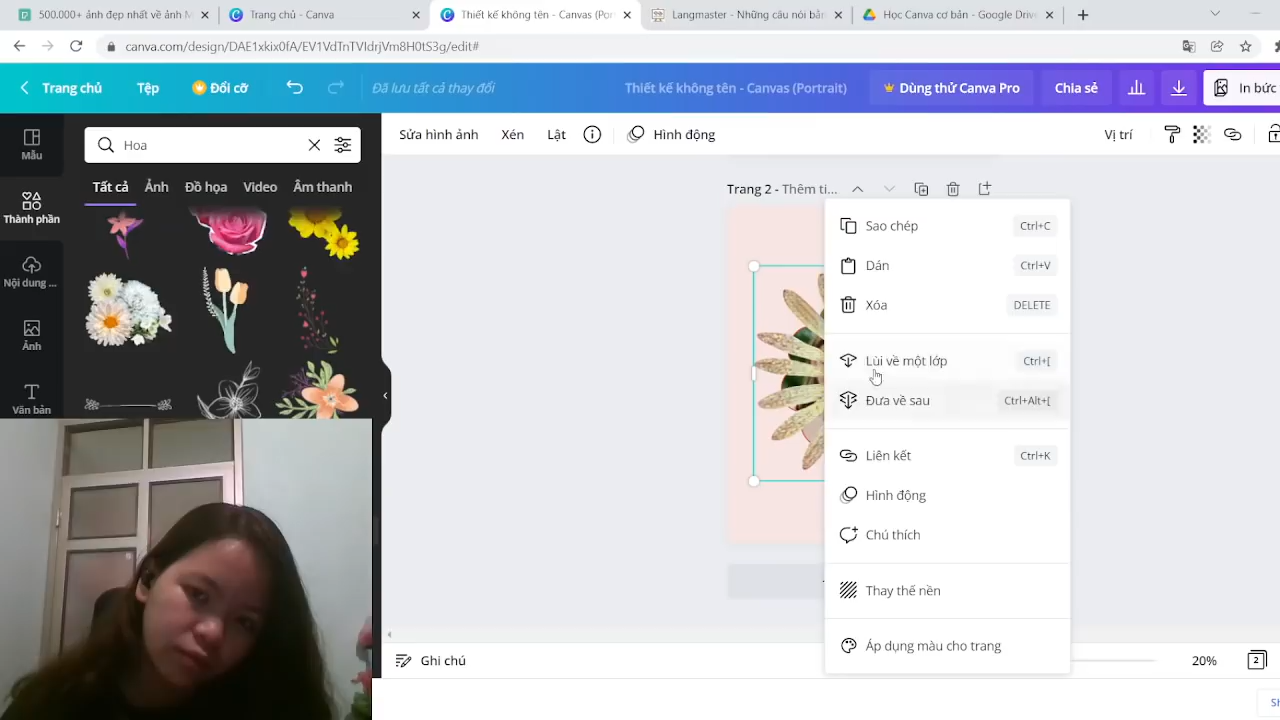 500.000+ ảnh đẹp nhất về ảnh M
Trang chủ - Canva
Thiết kế không tên - Canvas (Por
Langmaster - Những câu nói bằn
Học Canva cơ bản - Google Driv
canva.com/design/DAE1xkix0fA/EV1VdTnTVIdrjVm8H0tS3g/edit#
Trang chủ
Tệp
Đổi cỡ
Đã lưu tất cả thay đổi
Thiết kế không tên - Canvas (Portrait)
Dùng thử Canva Pro
Chia sẻ
In bức
Mẫu
Thành phần
Nội dung ...
Ảnh
Văn bản
Hoa
Tất cả
Ảnh
Đồ họa
Video
Âm thanh
Sửa hình ảnh
Xén
Lật
Hình động
Vị trí
Trang 2 - Thêm ti...
Sao chép Ctrl+C
Dán Ctrl+V
Xóa DELETE
Lùi về một lớp Ctrl+[
Đưa về sau Ctrl+Alt+[
Liên kết Ctrl+K
Hình động
Chú thích
Thay thế nền
Áp dụng màu cho trang
Ghi chú
20%
2